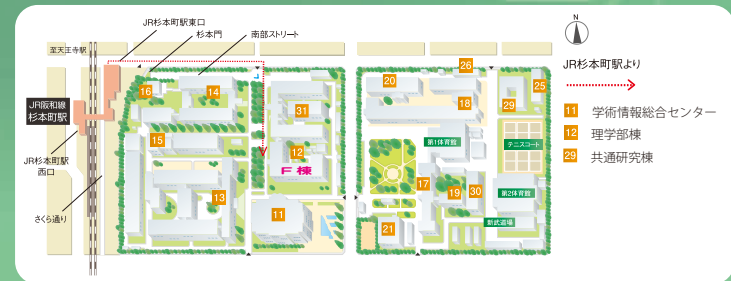 JR杉本町駅東口
杉本門
南部ストリート
至天王寺駅
JR阪和線
杉本町駅
JR杉本町駅
西口
さくら通り
16
14
15
13
31
12
F棟
11
20
26
18
25
29
第1体育館
テニスコート
17
19
30
第2体育館
新武道場
21
N
JR杉本町駅より
11 学術情報総合センター
12 理学部棟
29 共通研究棟